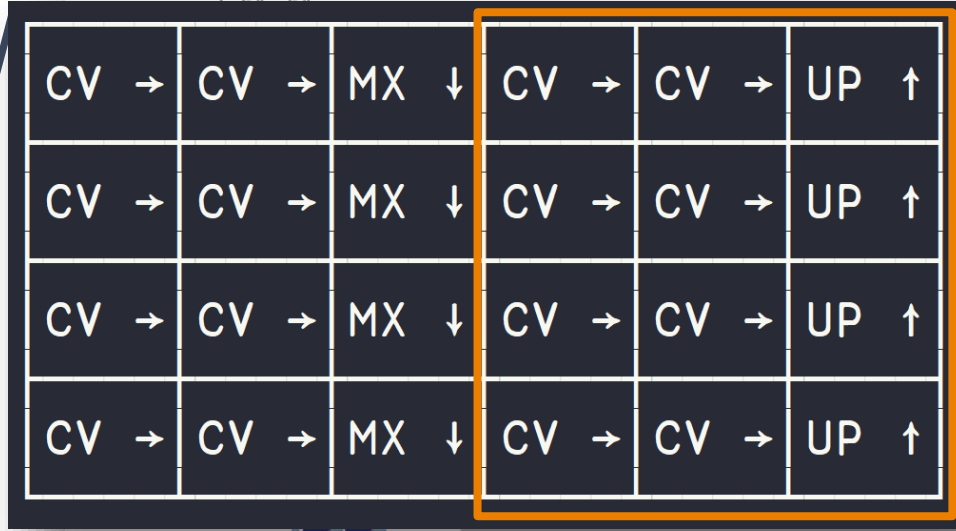 CV → CV → MX ↓ CV → CV → UP ↑
CV → CV → MX ↓ CV → CV → UP ↑
CV → CV → MX ↓ CV → CV → UP ↑
CV → CV → MX ↓ CV → CV → UP ↑